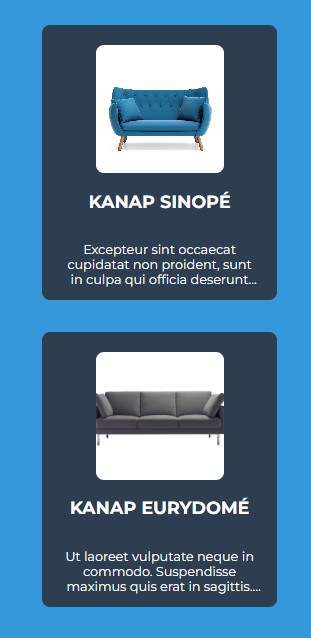 KANAP SINOPÉ
Excepteur sint occaecat
cupidatat non proident, sunt
in culpa qui officia deserunt...
KANAP EURYDOMÉ
Ut laoreet vulputate neque in
commodo. Suspendisse
maximus quis erat in sagittis....